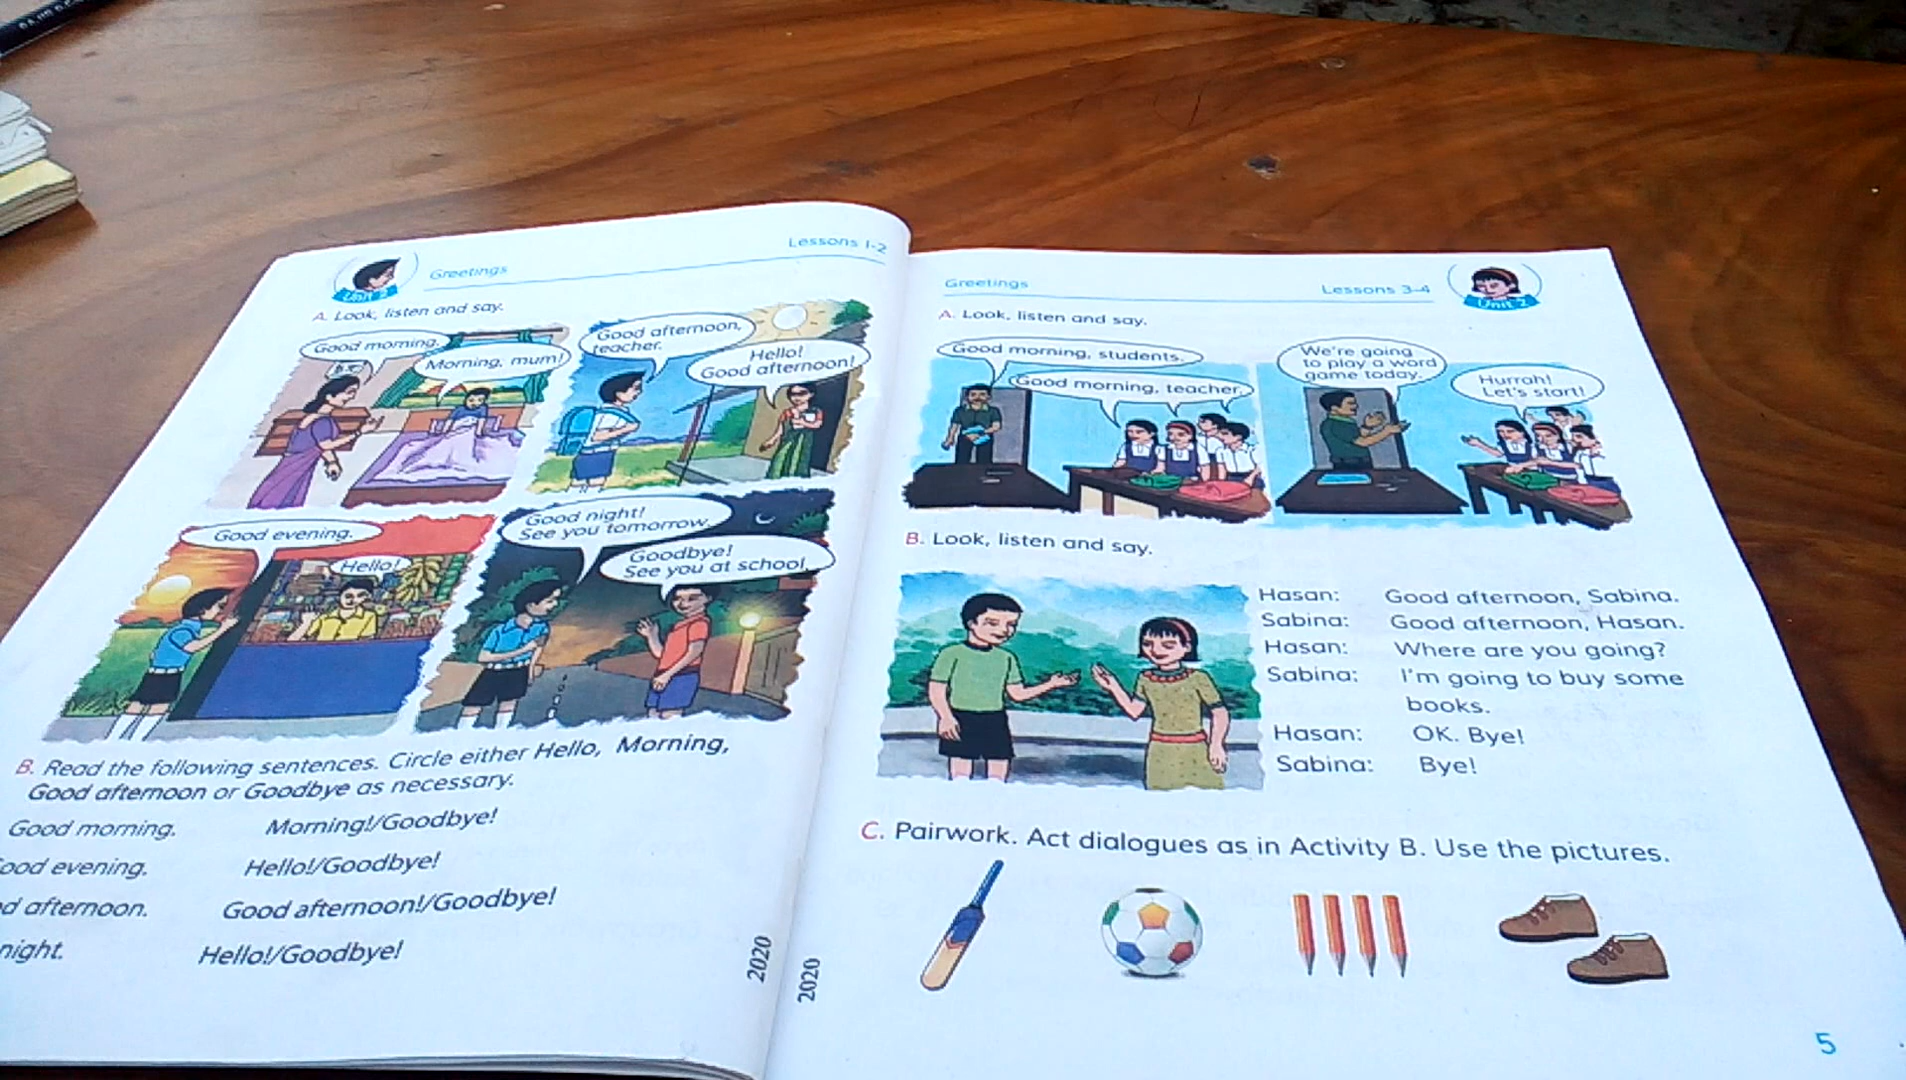 Lessons 1-2
Unit 2
Greetings
A. Look, listen and say.
Good morning.
Morning, mum!
Good afternoon,
teacher.
Hello!
Good afternoon!
Good evening.
Hello!
Good night!
See you tomorrow.
Goodbye!
See you at school.
B. Read the following sentences. Circle either Hello, Morning,
Good afternoon or Goodbye as necessary.
Good morning. Morning!/Goodbye!
ood evening. Hello!/Goodbye!
d afternoon. Good afternoon!/Goodbye!
night. Hello!/Goodbye!
2020
Greetings
Lessons 3-4
Unit 2
A. Look, listen and say.
Good morning, students.
Good morning, teacher.
We're going
to play a word
game today.
Hurrah!
Let's start!
B. Look, listen and say.
Hasan: Good afternoon, Sabina.
Sabina: Good afternoon, Hasan.
Hasan: Where are you going?
Sabina: I'm going to buy some
books.
Hasan: OK. Bye!
Sabina: Bye!
C. Pairwork. Act dialogues as in Activity B. Use the pictures.
2020
5